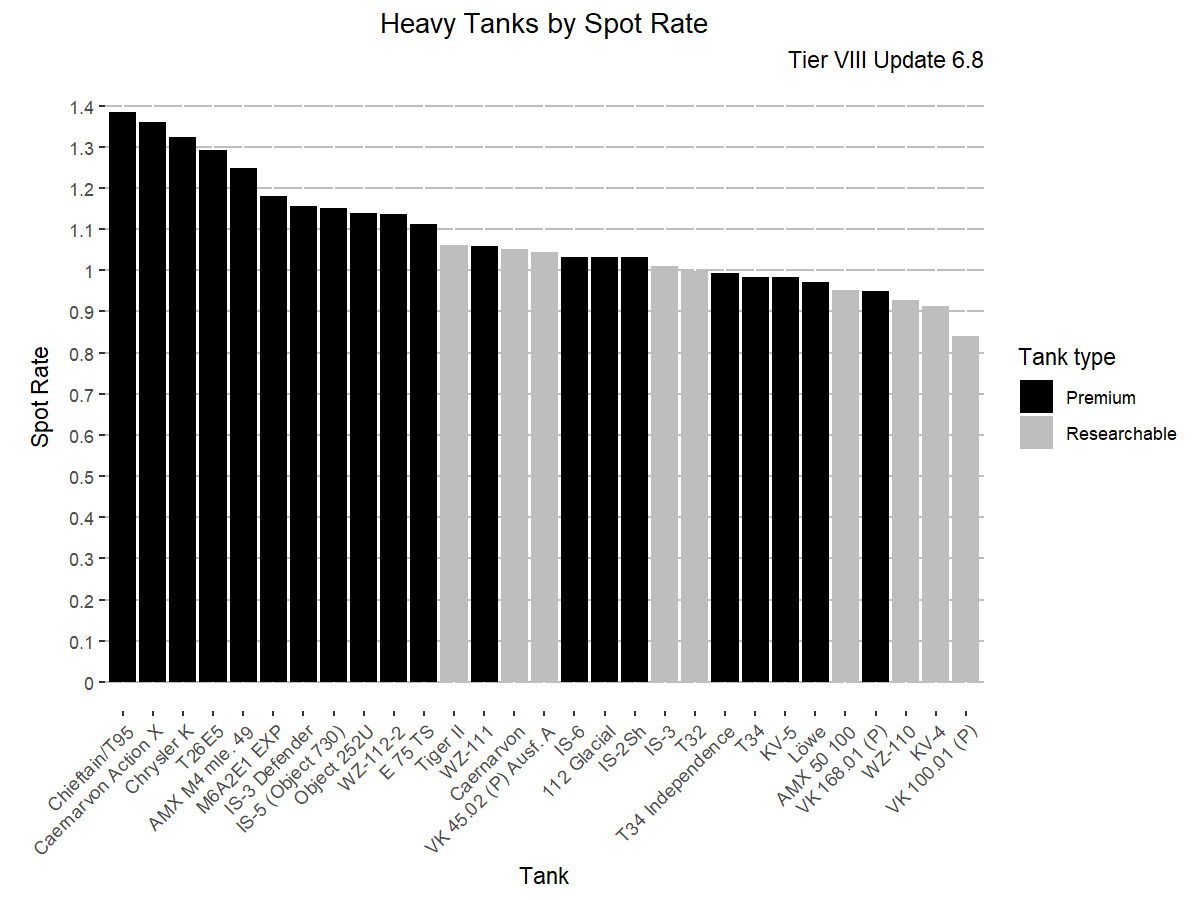 Heavy Tanks by Spot Rate
Tier VIII Update 6.8
1.4
1.3
1.2
1.1
1
0.9
0.8
0.7
0.6
0.5
0.4
0.3
0.2
0.1
0
Spot Rate
Chieftain/T95
Caernarvon Action X
Chrysler K
T26E5
AMX M4 mle. 49
M6A2E1 EXP
IS-3 Defender
IS-5 (Object 730)
Object 252U
WZ-112-2
E 75 TS
Tiger II
WZ-111
Caernarvon
VK 45.02 (P) Ausf. A
IS-6
112 Glacial
IS-2Sh
IS-3
T32
T34 Independence
T34
KV-5
Löwe
AMX 50 100
VK 168.01 (P)
WZ-110
KV-4
VK 100.01 (P)
Tank
Tank type
Premium
Researchable